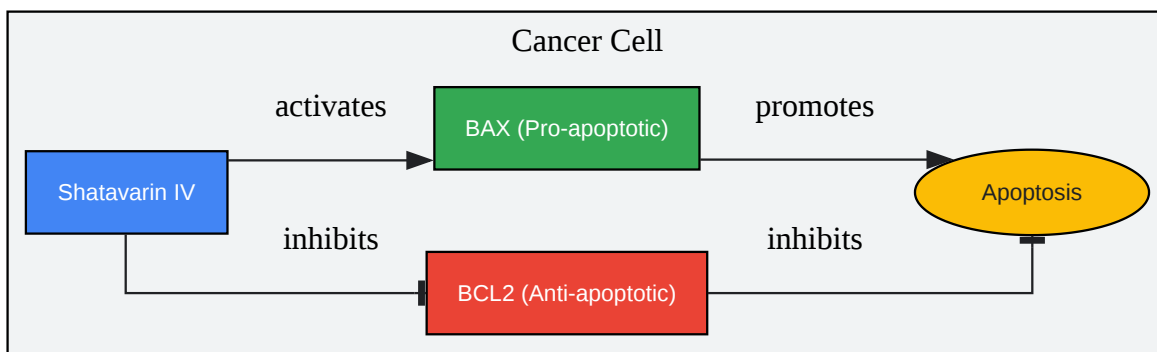 Cancer Cell
activates
BAX (Pro-apoptotic)
promotes
Shatavarin IV
Apoptosis
inhibits
inhibits
BCL2 (Anti-apoptotic)